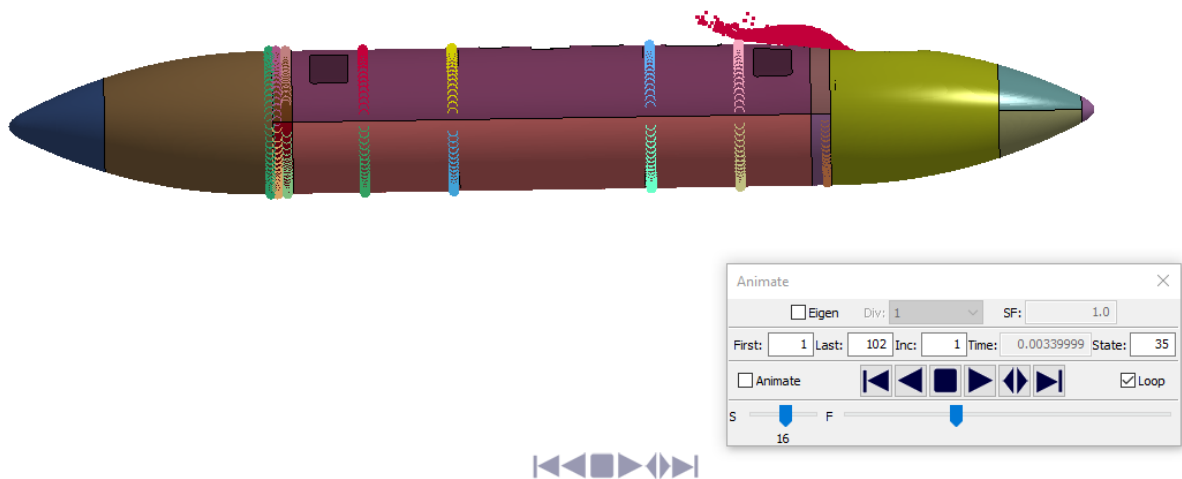 Animate
Eigen Div: 1 SF: 1.0
First: 1 Last: 102 Inc: 1 Time: 0.00339999 State: 35
Animate Loop
S F
16